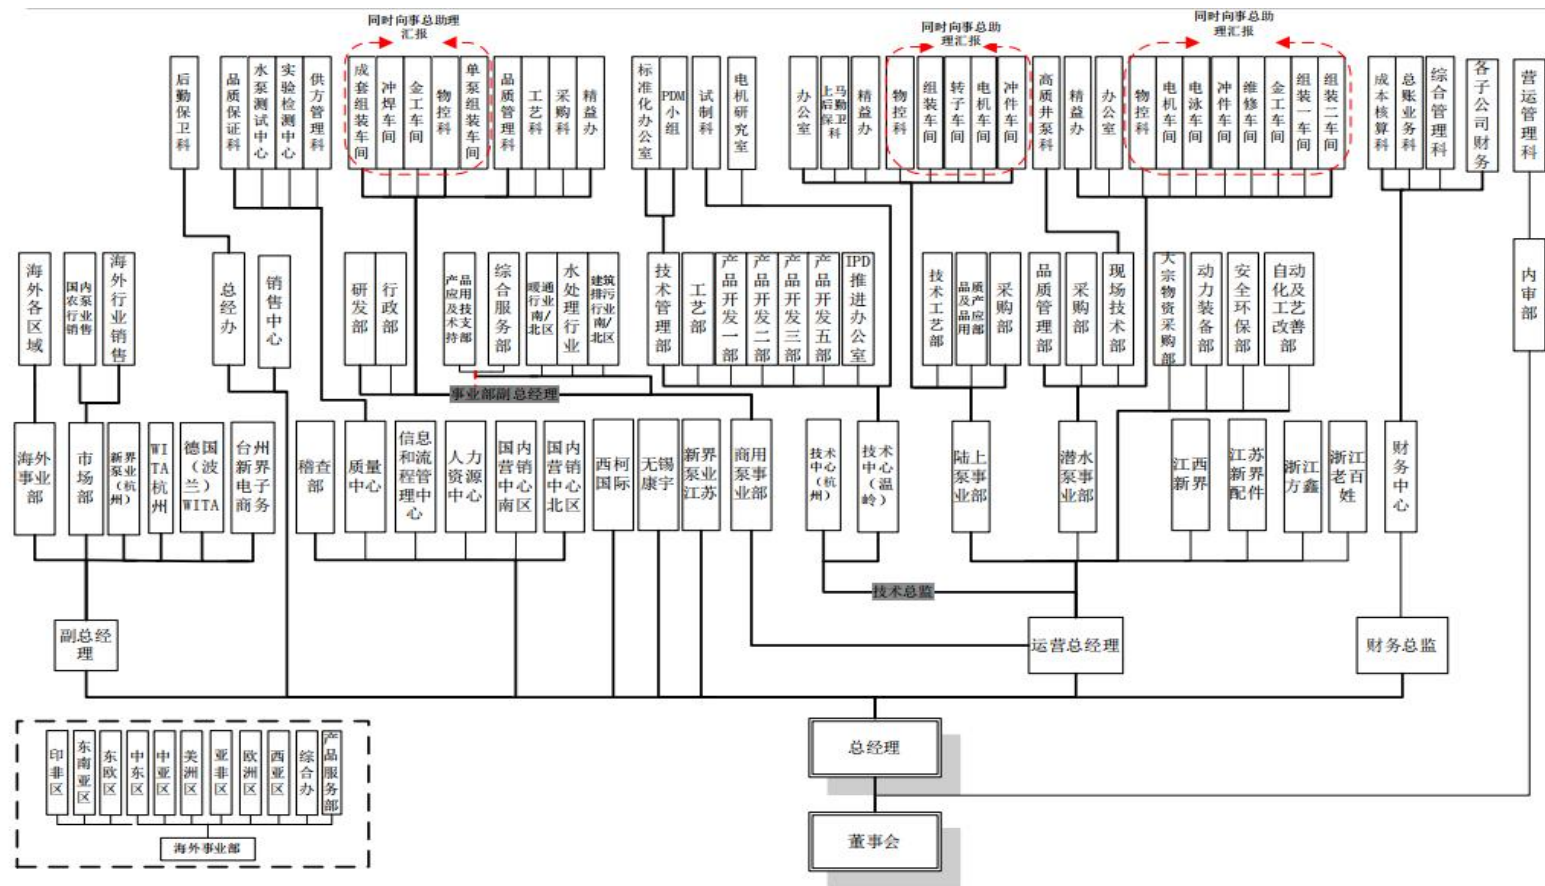 同时向事总助理
汇报
同时向事总助
理汇报
同时向事总助
理汇报
后勤保卫科
品质保证科
水泵测试中心
实验检测中心
供方管理科
成套组装车间
冲焊车间
金工车间
物控科
单泵组装车间
品质管理科
工艺科
采购科
精益办
标准化办公室
PDM小组
试制科
电机研究室
办公室
上马后勤保卫科
精益办
物控科
组装车间
转子车间
电机车间
冲件车间
高质井泵科
精益办
办公室
物控科
电机车间
电泳车间
冲件车间
维修车间
金工车间
组装一车间
组装二车间
成本核算科
总账业务科
综合管理科
各子公司财务
营运管理科
海外各区域
国内农泵行业销售
海外行业销售
总经办
销售中心
研发部
行政部
产品应用及技术支持部
综合服务部
暖通行业南/北区
水处理行业
建筑排污行业南/北区
技术管理部
工艺部
产品开发一部
产品开发二部
产品开发三部
产品开发五部
IPD推进办公室
技术工艺部
品质及产品应用部
采购部
品质管理部
采购部
现场技术部
大宗物资采购部
动力装备部
安全环保部
自动化及工艺改善部
内审部
事业部副总经理
海外事业部
市场部
新界泵业（杭州）
WITA杭州
德国（波兰）WITA
台州新界电子商务
稽查部
质量中心
信息和流程管理中心
人力资源中心
国内营销中心南区
国内营销中心北区
西柯国际
无锡康宇
新界泵业江苏
商用泵事业部
技术中心（杭州）
技术中心（温岭）
陆上泵事业部
潜水泵事业部
江西新界
江苏新界配件
浙江方鑫
浙江老百姓
财务中心
技术总监
副总经理
运营总经理
财务总监
总经理
董事会
印非区
东南亚区
东欧区
中东区
中亚区
美洲区
亚非区
欧洲区
西亚区
综合办
产品服务部
海外事业部